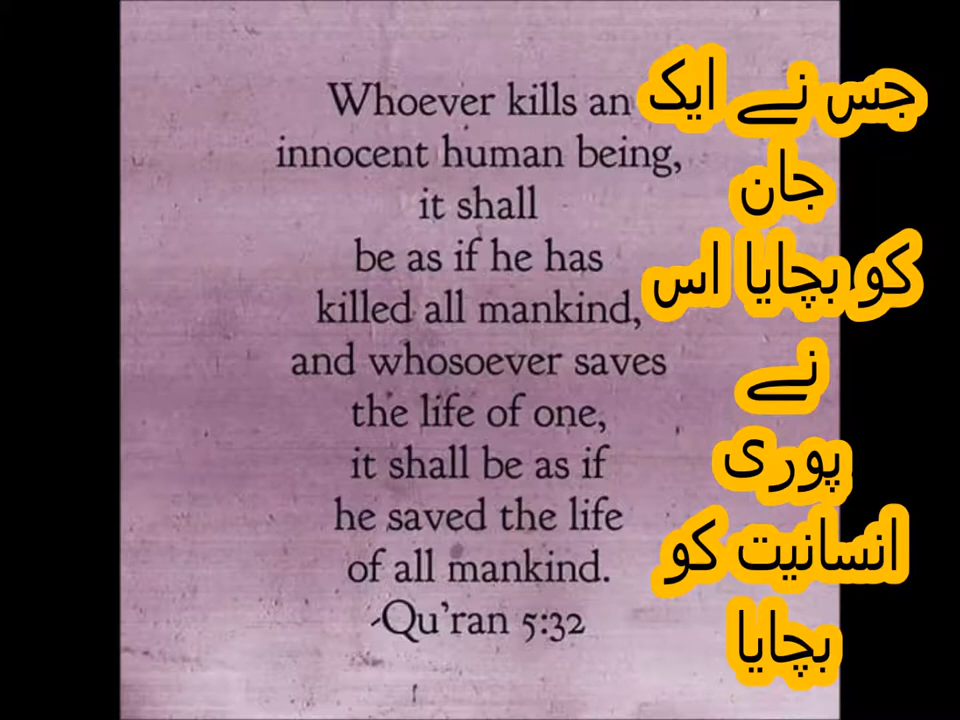 Whoever kills an
innocent human being,
it shall
be as if he has
killed all mankind,
and whosoever saves
the life of one,
it shall be as if
he saved the life
of all mankind.
-Qu'ran 5:32
جس نے ایک
جان
کو بچایا اس
نے
پوری
انسانیت کو
بچایا